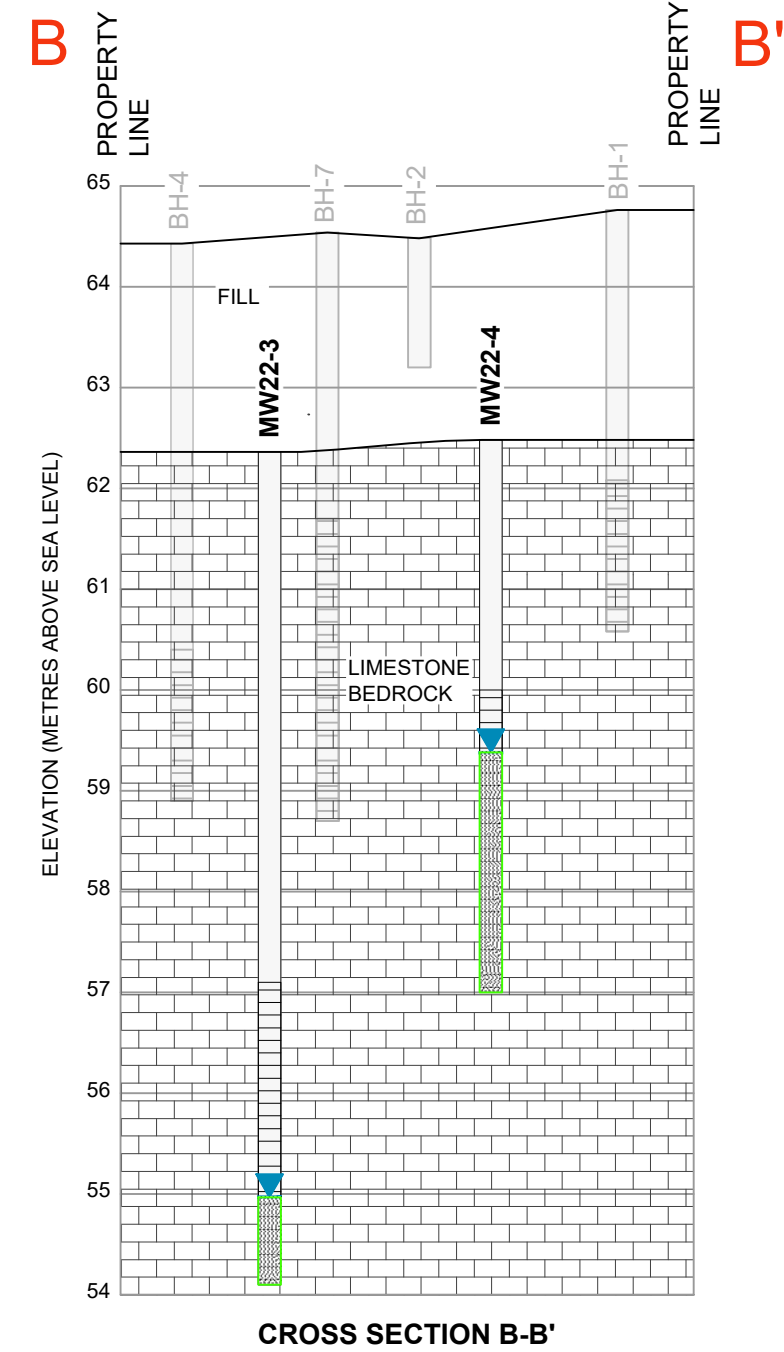 B
PROPERTY
LINE
PROPERTY
LINE
B'
BH-4
BH-7
BH-2
BH-1
65
64
FILL
63
MW22-3
MW22-4
62
61
60
LIMESTONE
BEDROCK
59
58
57
56
55
54
ELEVATION (METRES ABOVE SEA LEVEL)
CROSS SECTION B-B'